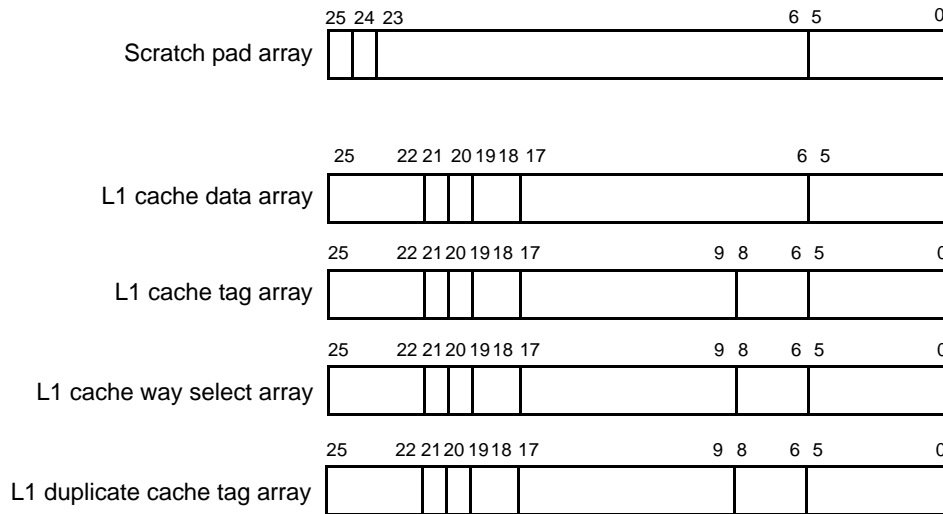 25 24 23 6 5 0
Scratch pad array
25 22 21 20 19 18 17 6 5
L1 cache data array
25 22 21 20 19 18 17 9 8 6 5 0
L1 cache tag array
25 22 21 20 19 18 17 9 8 6 5 0
L1 cache way select array
25 22 21 20 19 18 17 9 8 6 5 0
L1 duplicate cache tag array